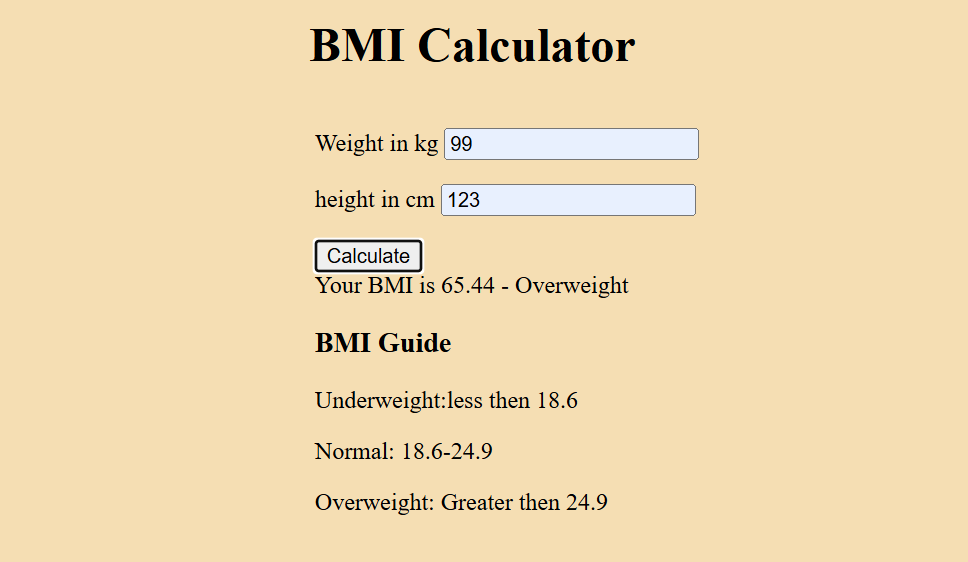 BMI Calculator
Weight in kg 99
height in cm 123
Calculate
Your BMI is 65.44 - Overweight
BMI Guide
Underweight:less then 18.6
Normal: 18.6-24.9
Overweight: Greater then 24.9